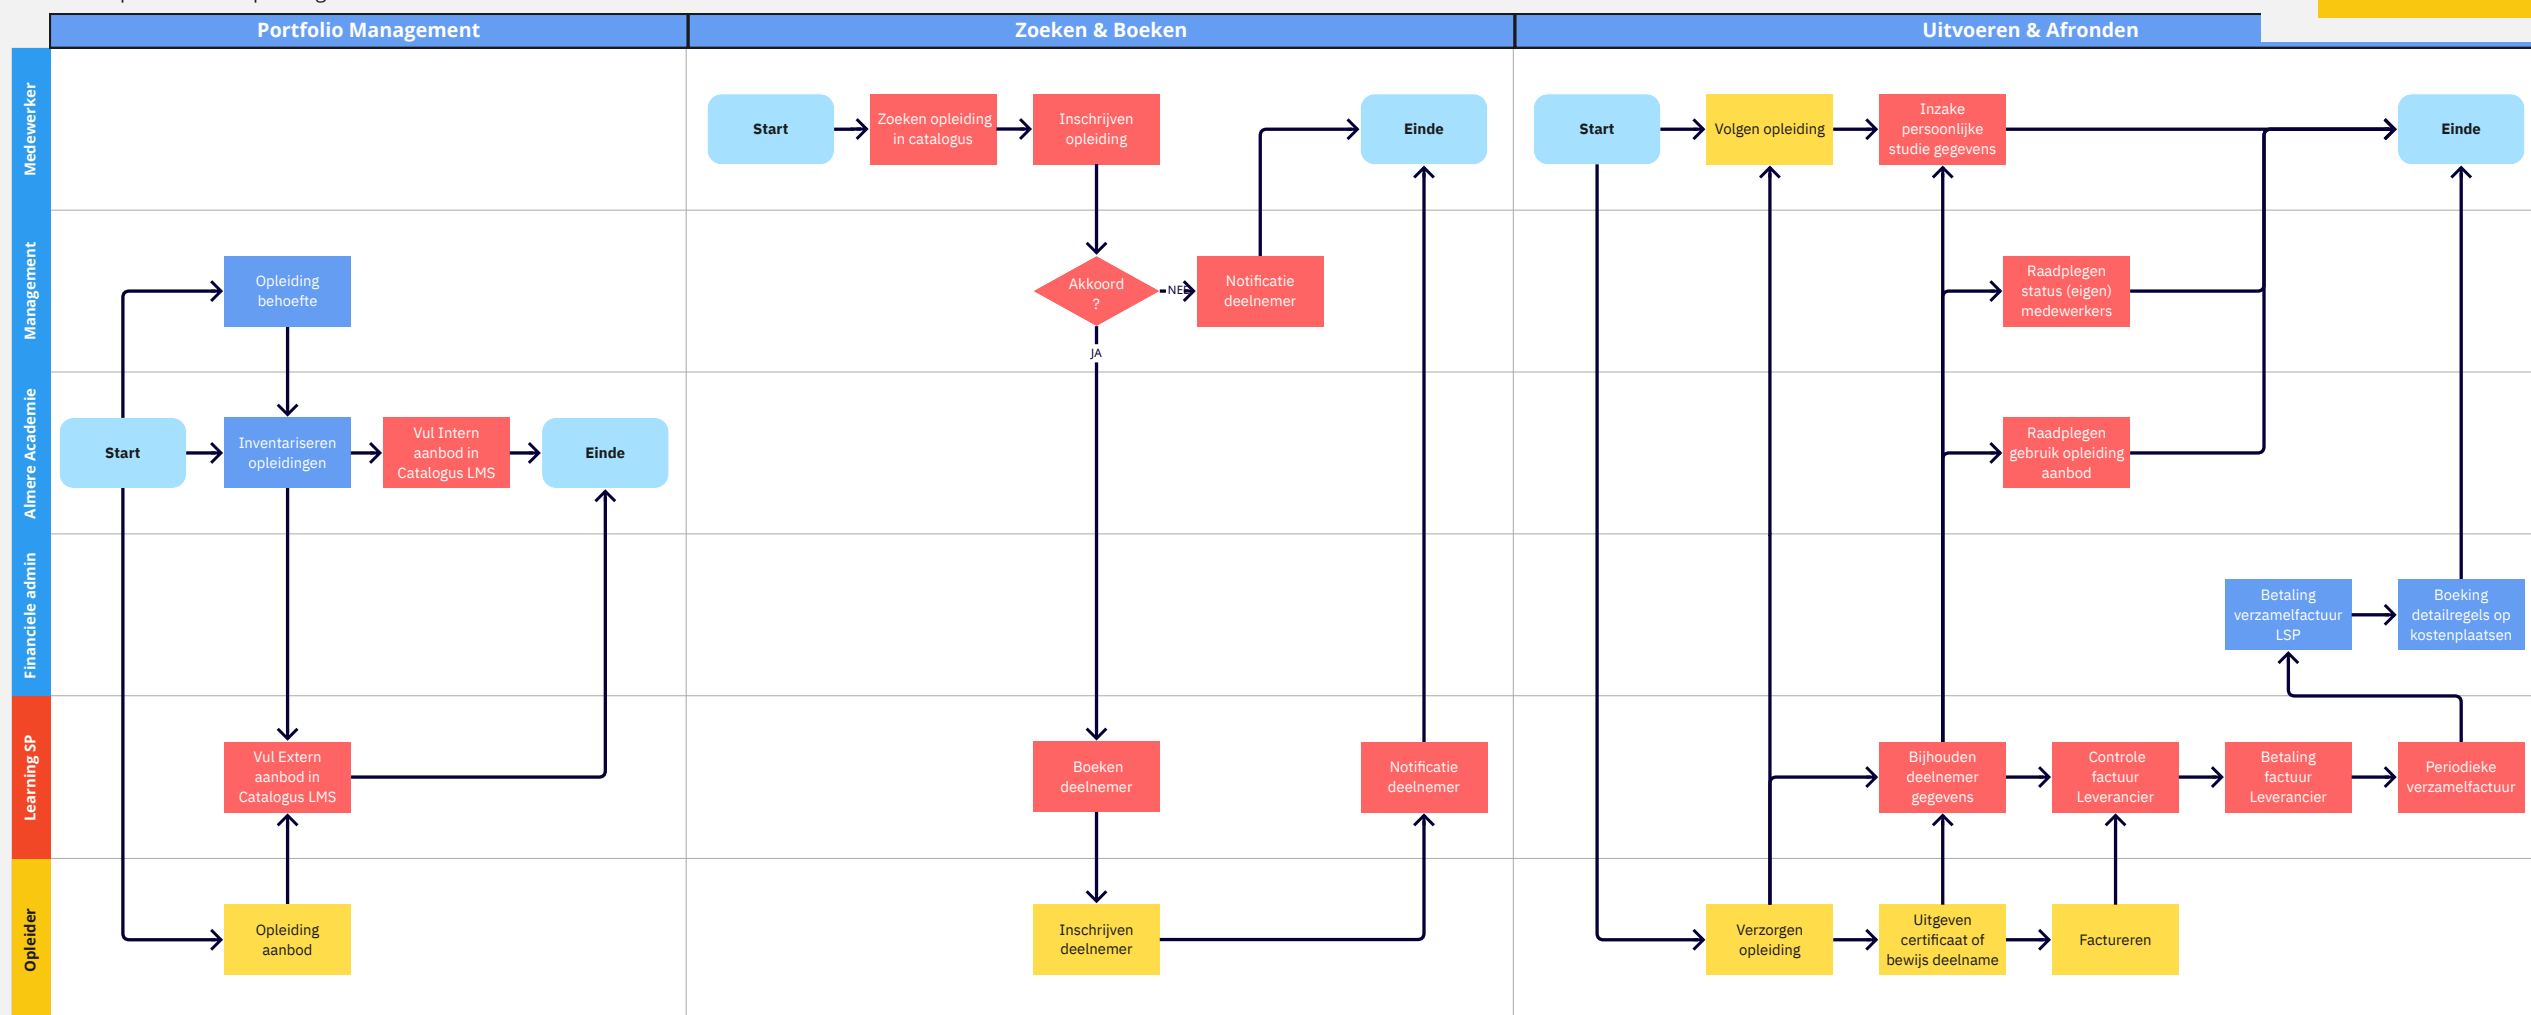 Portfolio Management
Zoeken & Boeken
Uitvoeren & Afronden
Medewerker
Start
Zoeken opleiding
in catalogus
Inschrijven
opleiding
Einde
Start
Volgen opleiding
Inzake
persoonlijke
studie gegevens
Einde
Management
Opleiding
behoefte
Akkoord
?
NEE
JA
Notificatie
deelnemer
Raadplegen
status (eigen)
medewerkers
Almere Academie
Start
Inventariseren
opleidingen
Vul Intern
aanbod in
Catalogus LMS
Einde
Raadplegen
gebruik opleiding
aanbod
Financiele admin
Betaling
verzamelfactuur
LSP
Boeking
detailregels op
kostenplaatsen
Learning SP
Vul Extern
aanbod in
Catalogus LMS
Boeken
deelnemer
Notificatie
deelnemer
Bijhouden
deelnemer
gegevens
Controle
factuur
Leverancier
Betaling
factuur
Leverancier
Periodieke
verzamelfactuur
Opleider
Opleiding
aanbod
Inschrijven
deelnemer
Verzorgen
opleiding
Uitgeven
certificaat of
bewijs deelname
Factureren